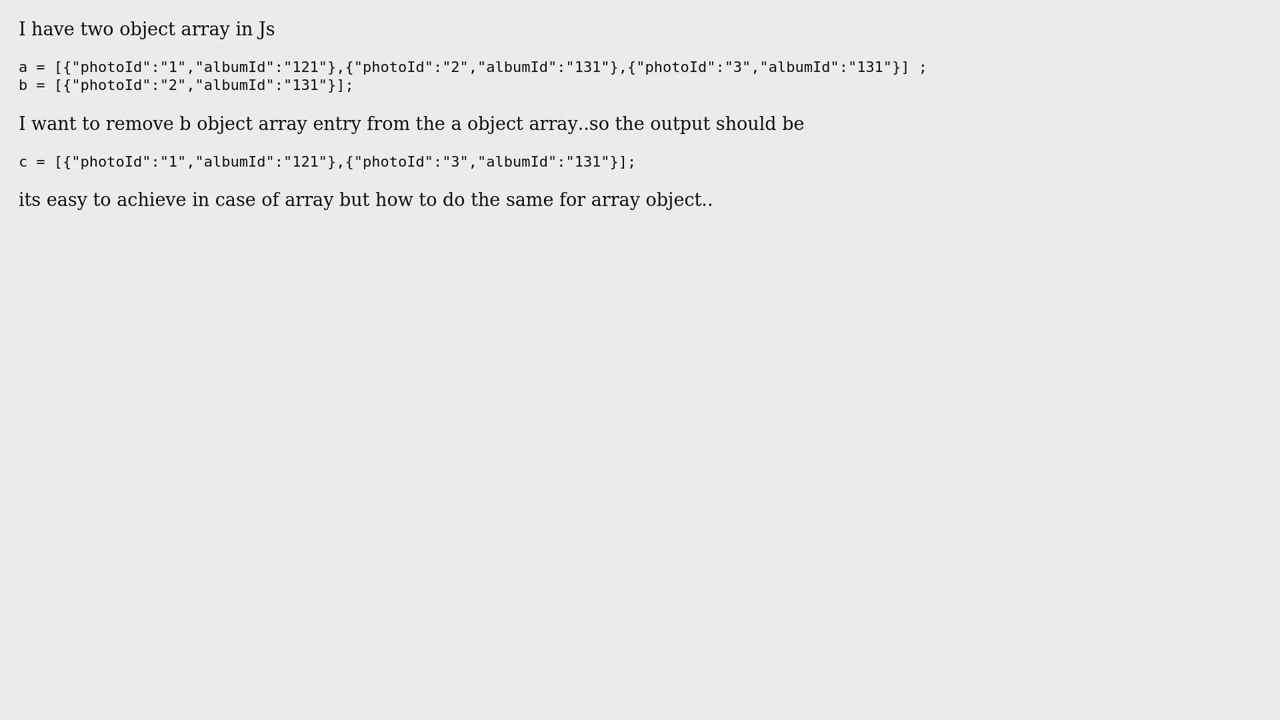 I have two object array in Js
a = [{"photoId":"1","albumId":"121"},{"photoId":"2","albumId":"131"},{"photoId":"3","albumId":"131"}] ;
b = [{"photoId":"2","albumId":"131"}];
I want to remove b object array entry from the a object array..so the output should be
c = [{"photoId":"1","albumId":"121"},{"photoId":"3","albumId":"131"}];
its easy to achieve in case of array but how to do the same for array object..